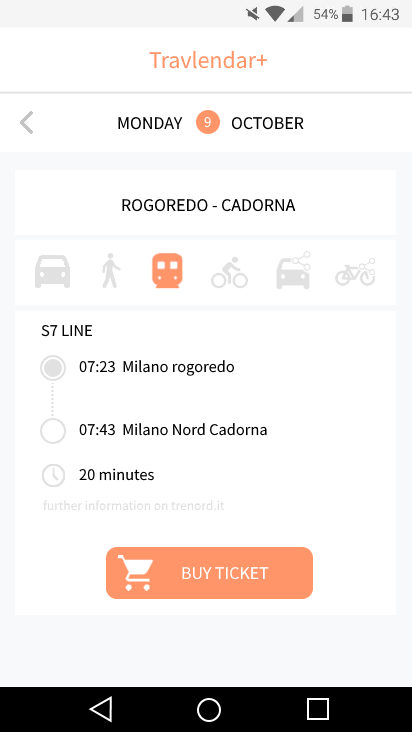 54% 16:43
Travlendar+
MONDAY 9 OCTOBER
ROGOREDO - CADORNA
S7 LINE
07:23 Milano rogoredo
07:43 Milano Nord Cadorna
20 minutes
further information on trenord.it
BUY TICKET